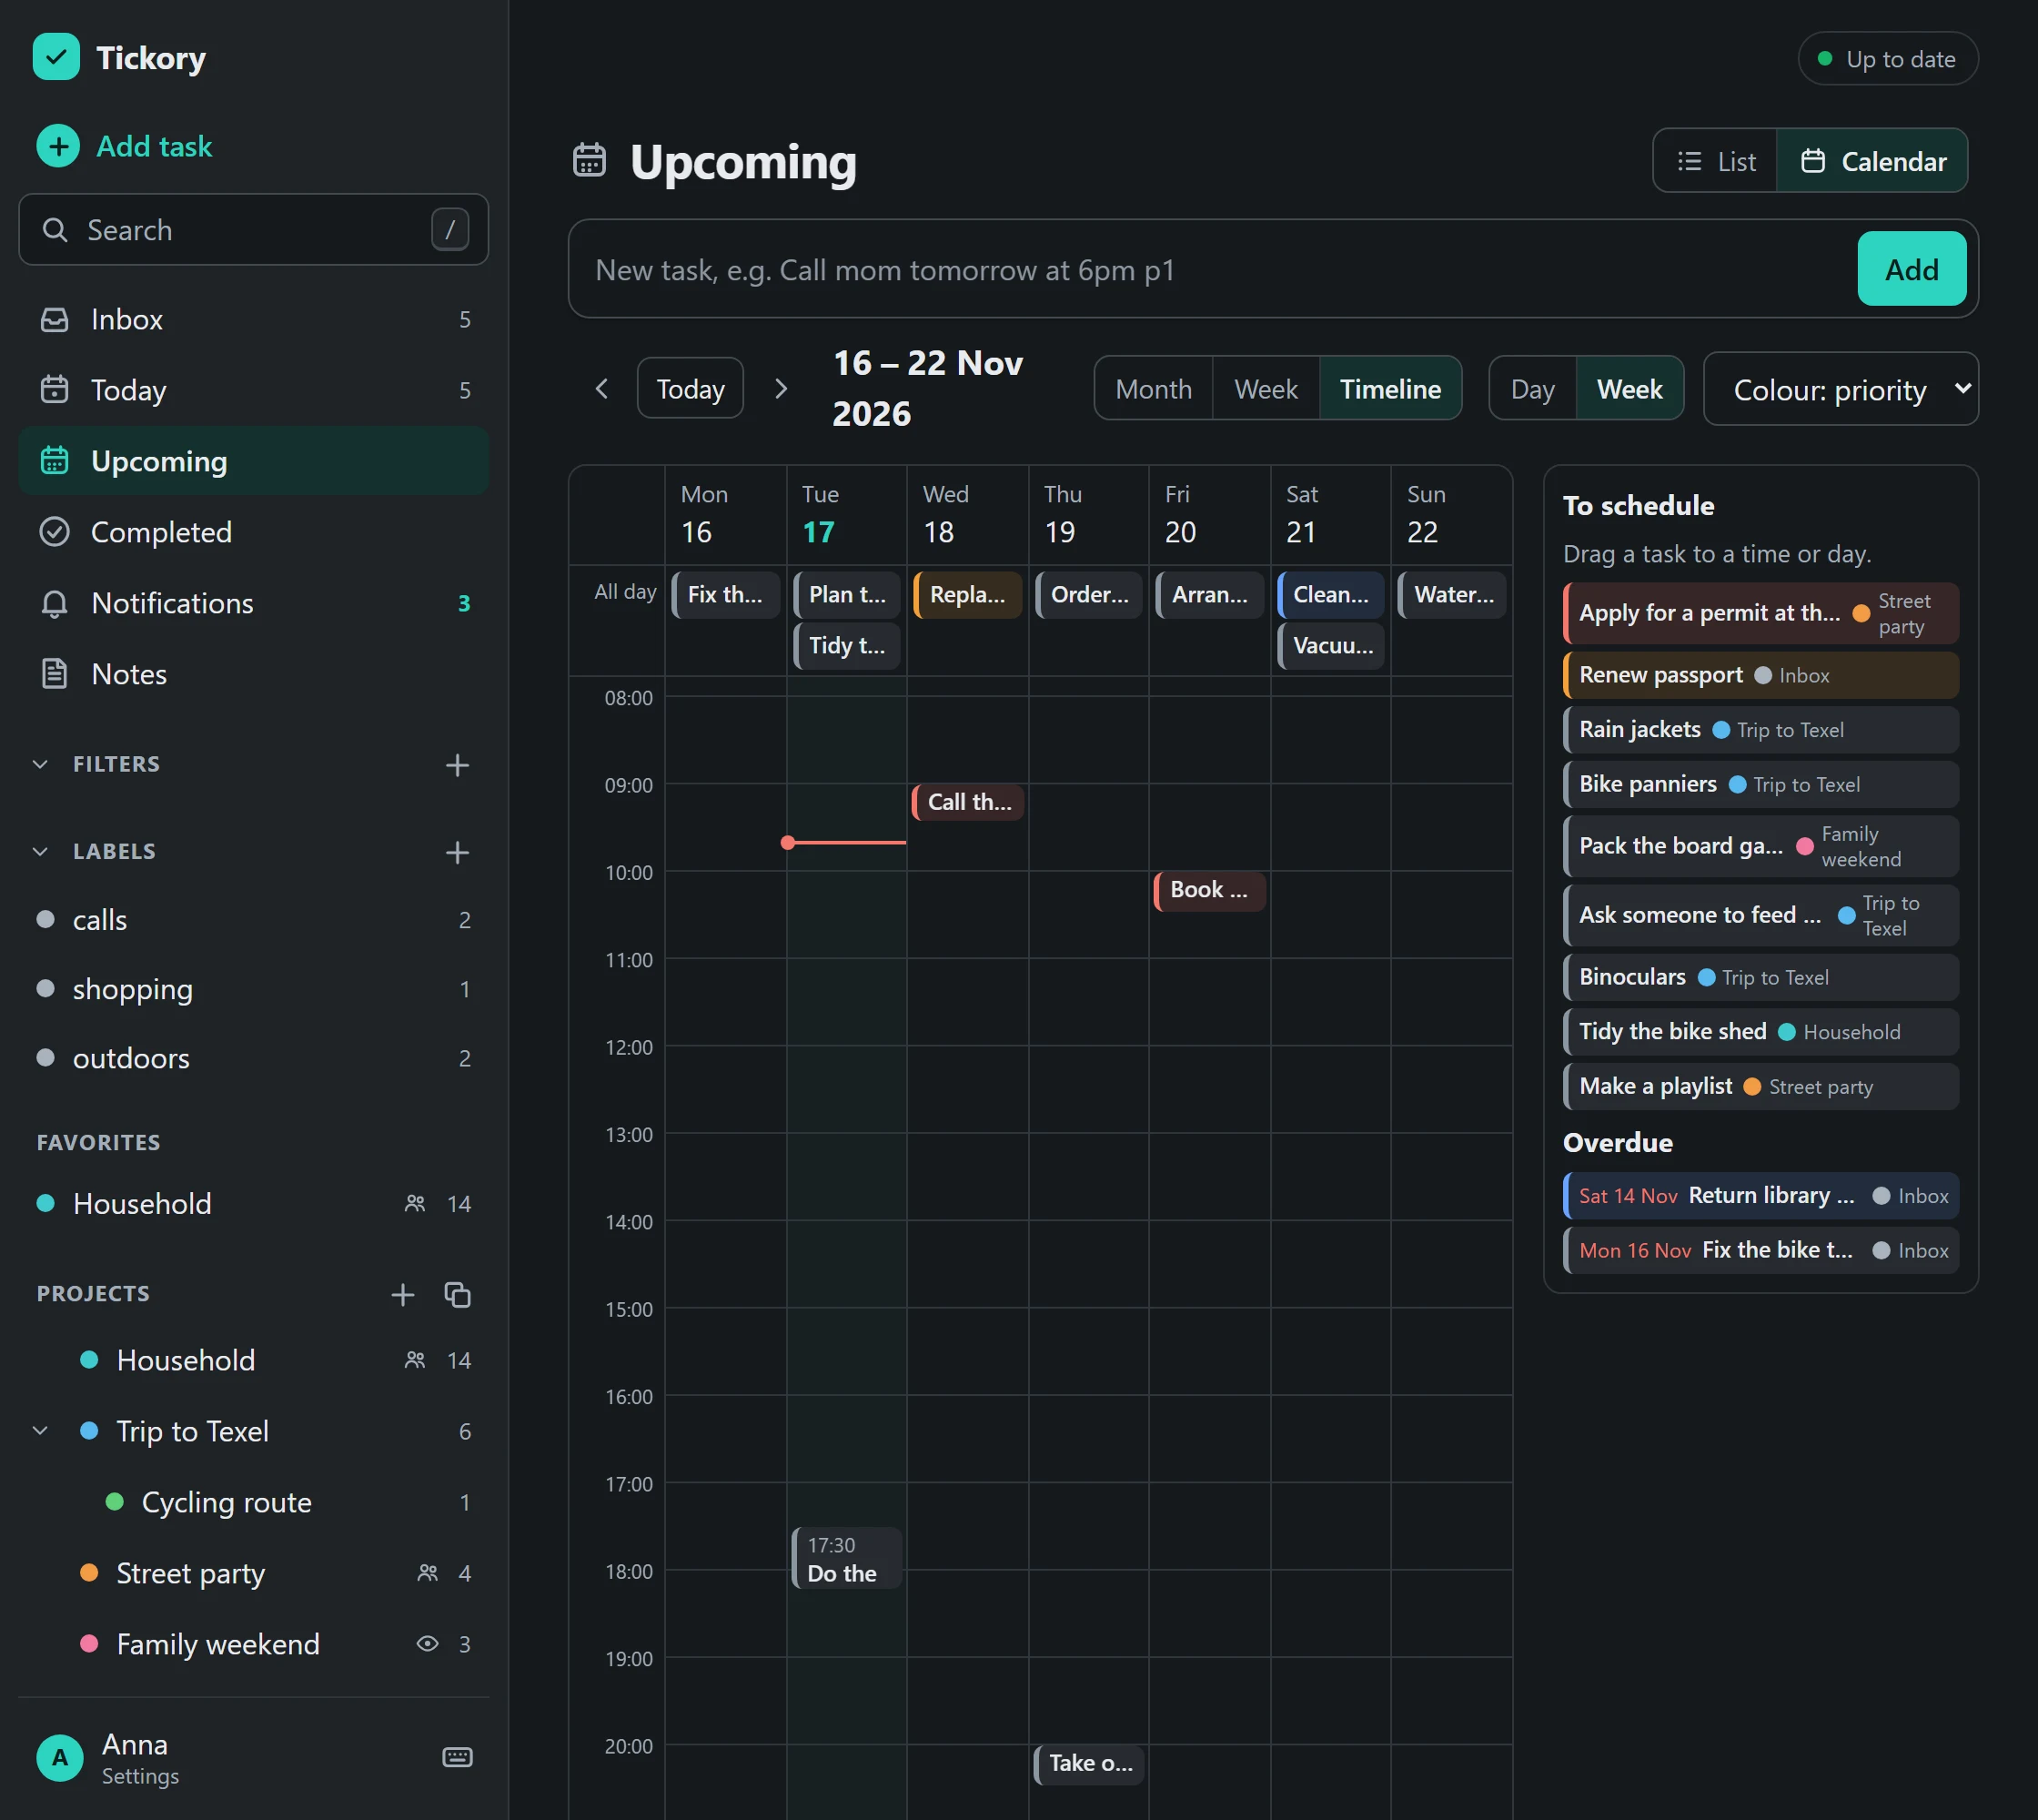 Tickory
Add task
Search /
Inbox 5
Today 5
Upcoming
Completed
Notifications 3
Notes
FILTERS
LABELS
calls 2
shopping 1
outdoors 2
FAVORITES
Household 14
PROJECTS
Household 14
Trip to Texel 6
Cycling route 1
Street party 4
Family weekend 3
A Anna
Settings
Up to date
Upcoming
List Calendar
New task, e.g. Call mom tomorrow at 6pm p1 Add
Today
16 – 22 Nov
2026
Month Week Timeline
Day Week
Colour: priority
Mon Tue Wed Thu Fri Sat Sun
16 17 18 19 20 21 22
All day Fix th... Plan t... Repla... Order... Arran... Clean... Water...
Tidy t... Vacuu...
08:00
09:00
Call th...
10:00
Book ...
11:00
12:00
13:00
14:00
15:00
16:00
17:00
17:30
Do the
18:00
19:00
20:00
Take o...
To schedule
Drag a task to a time or day.
Apply for a permit at th... Street
party
Renew passport Inbox
Rain jackets Trip to Texel
Bike panniers Trip to Texel
Pack the board ga... Family
weekend
Ask someone to feed ... Trip to
Texel
Binoculars Trip to Texel
Tidy the bike shed Household
Make a playlist Street party
Overdue
Sat 14 Nov Return library ... Inbox
Mon 16 Nov Fix the bike t... Inbox